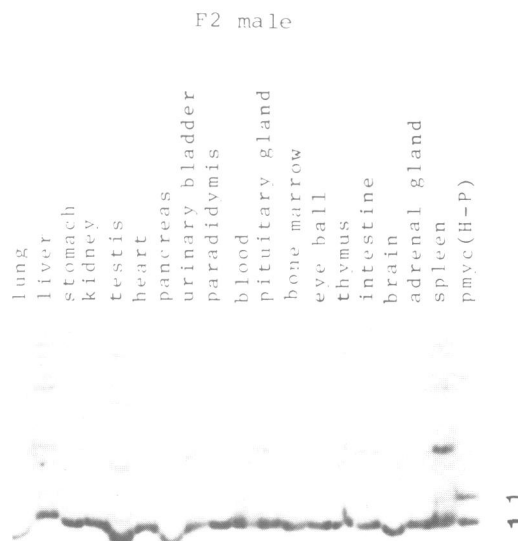 F2 male
lung
liver
stomach
kidney
testis
heart
pancreas
urinary bladder
paradidymis
blood
pituitary gland
bone marrow
eye ball
thymus
intestine
brain
adrenal gland
spleen
pmyc(H-P)